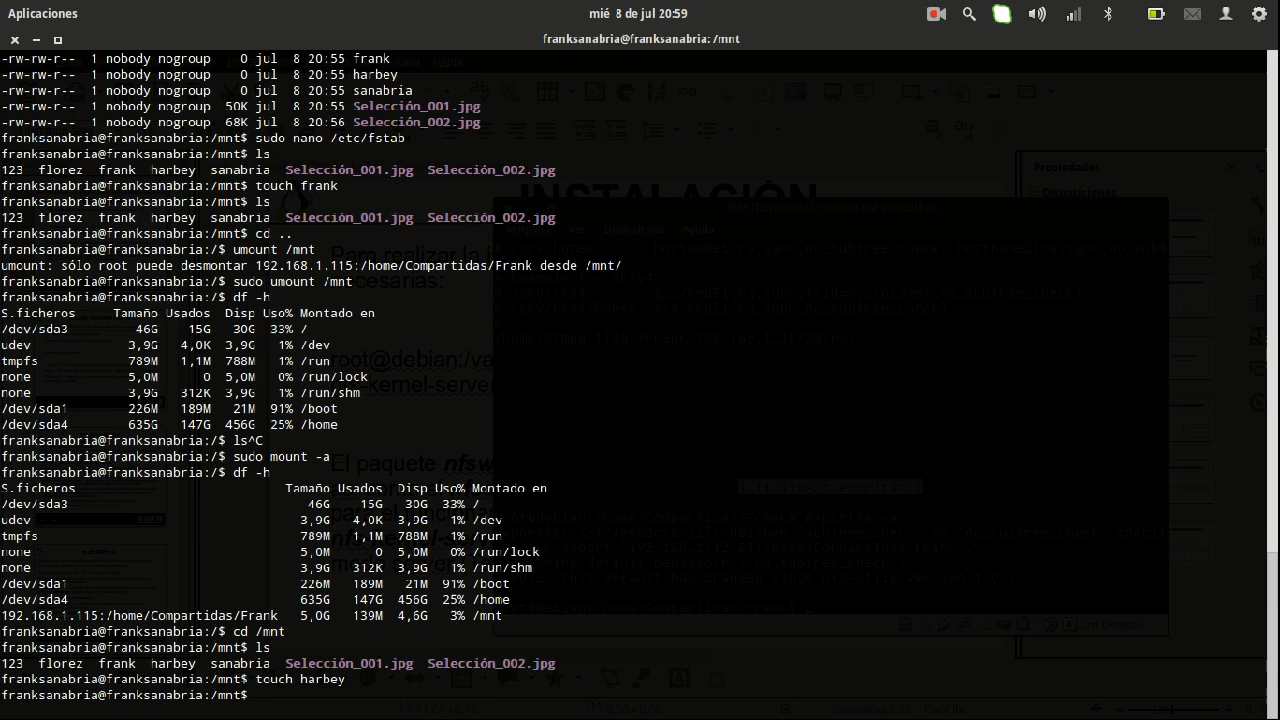 Aplicaciones
mié 8 de jul 20:59
franksanabria@franksanabria: /mnt
-rw-rw-r-- 1 nobody nogroup 0 jul 8 20:55 frank
-rw-rw-r-- 1 nobody nogroup 0 jul 8 20:55 harbey
-rw-rw-r-- 1 nobody nogroup 0 jul 8 20:55 sanabria
-rw-rw-r-- 1 nobody nogroup 50K jul 8 20:55 Selección_001.jpg
-rw-rw-r-- 1 nobody nogroup 68K jul 8 20:56 Selección_002.jpg
franksanabria@franksanabria:/mnt$ sudo nano /etc/fstab
franksanabria@franksanabria:/mnt$ ls
123 florez frank harbey sanabria Selección_001.jpg Selección_002.jpg
franksanabria@franksanabria:/mnt$ touch frank
franksanabria@franksanabria:/mnt$ ls
123 florez frank harbey sanabria Selección_001.jpg Selección_002.jpg
franksanabria@franksanabria:/mnt$ cd ..
franksanabria@franksanabria:/$ umount /mnt
umount: sólo root puede desmontar 192.168.1.115:/home/Compartidas/Frank desde /mnt/
franksanabria@franksanabria:/$ sudo umount /mnt
franksanabria@franksanabria:/$ df -h
S.ficheros Tamaño Usados Disp Uso% Montado en
/dev/sda3 46G 15G 30G 33% /
udev 3,9G 4,0K 3,9G 1% /dev
tmpfs 789M 1,1M 788M 1% /run
none 5,0M 0 5,0M 0% /run/lock
none 3,9G 312K 3,9G 1% /run/shm
/dev/sda1 226M 189M 21M 91% /boot
/dev/sda4 635G 147G 456G 25% /home
franksanabria@franksanabria:/$ ls^C
franksanabria@franksanabria:/$ sudo mount -a
franksanabria@franksanabria:/$ df -h
S.ficheros Tamaño Usados Disp Uso% Montado en
/dev/sda3 46G 15G 30G 33% /
udev 3,9G 4,0K 3,9G 1% /dev
tmpfs 789M 1,1M 788M 1% /run
none 5,0M 0 5,0M 0% /run/lock
none 3,9G 312K 3,9G 1% /run/shm
/dev/sda1 226M 189M 21M 91% /boot
/dev/sda4 635G 147G 456G 25% /home
192.168.1.115:/home/Compartidas/Frank 5,0G 139M 4,6G 3% /mnt
franksanabria@franksanabria:/$ cd /mnt
franksanabria@franksanabria:/mnt$ ls
123 florez frank harbey sanabria Selección_001.jpg Selección_002.jpg
franksanabria@franksanabria:/mnt$ touch harbey
franksanabria@franksanabria:/mnt$
INSTALACIÓN
Para realizar la i
necesarias:
root@debian:/va
-kernel-server
El paquete nfsw
Propiedades
Disposiciones